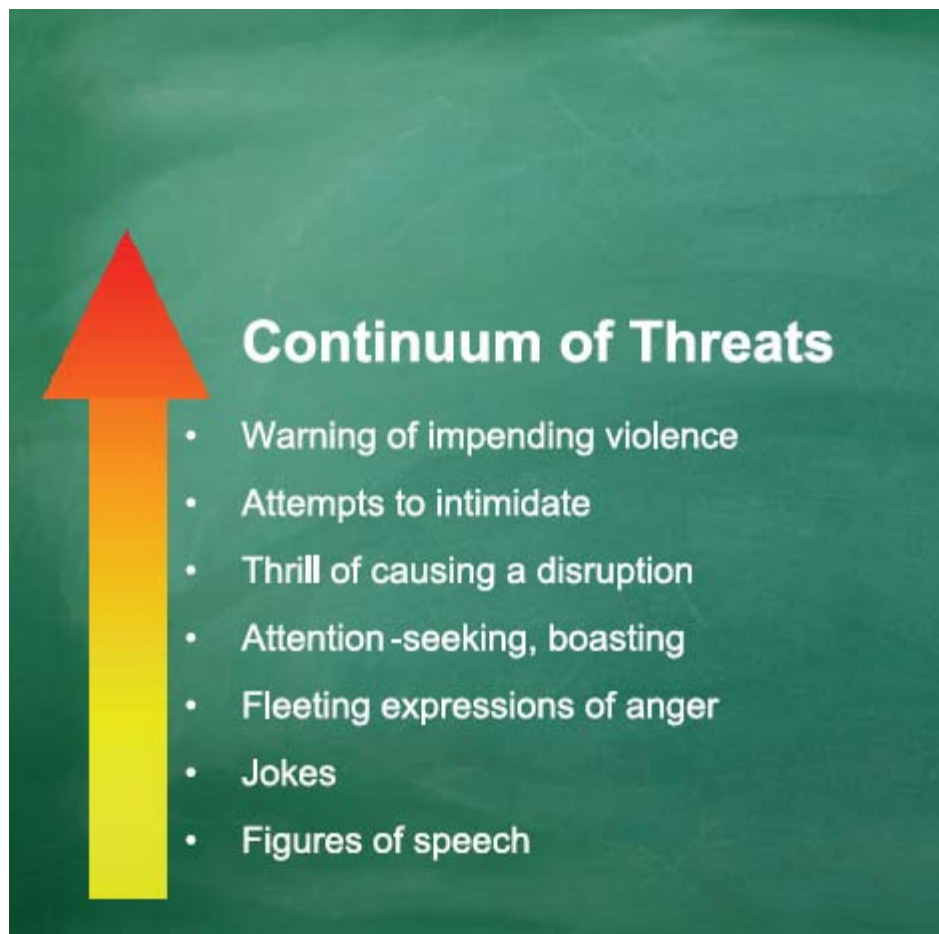 Continuum of Threats
• Warning of impending violence
• Attempts to intimidate
• Thrill of causing a disruption
• Attention-seeking, boasting
• Fleeting expressions of anger
• Jokes
• Figures of speech